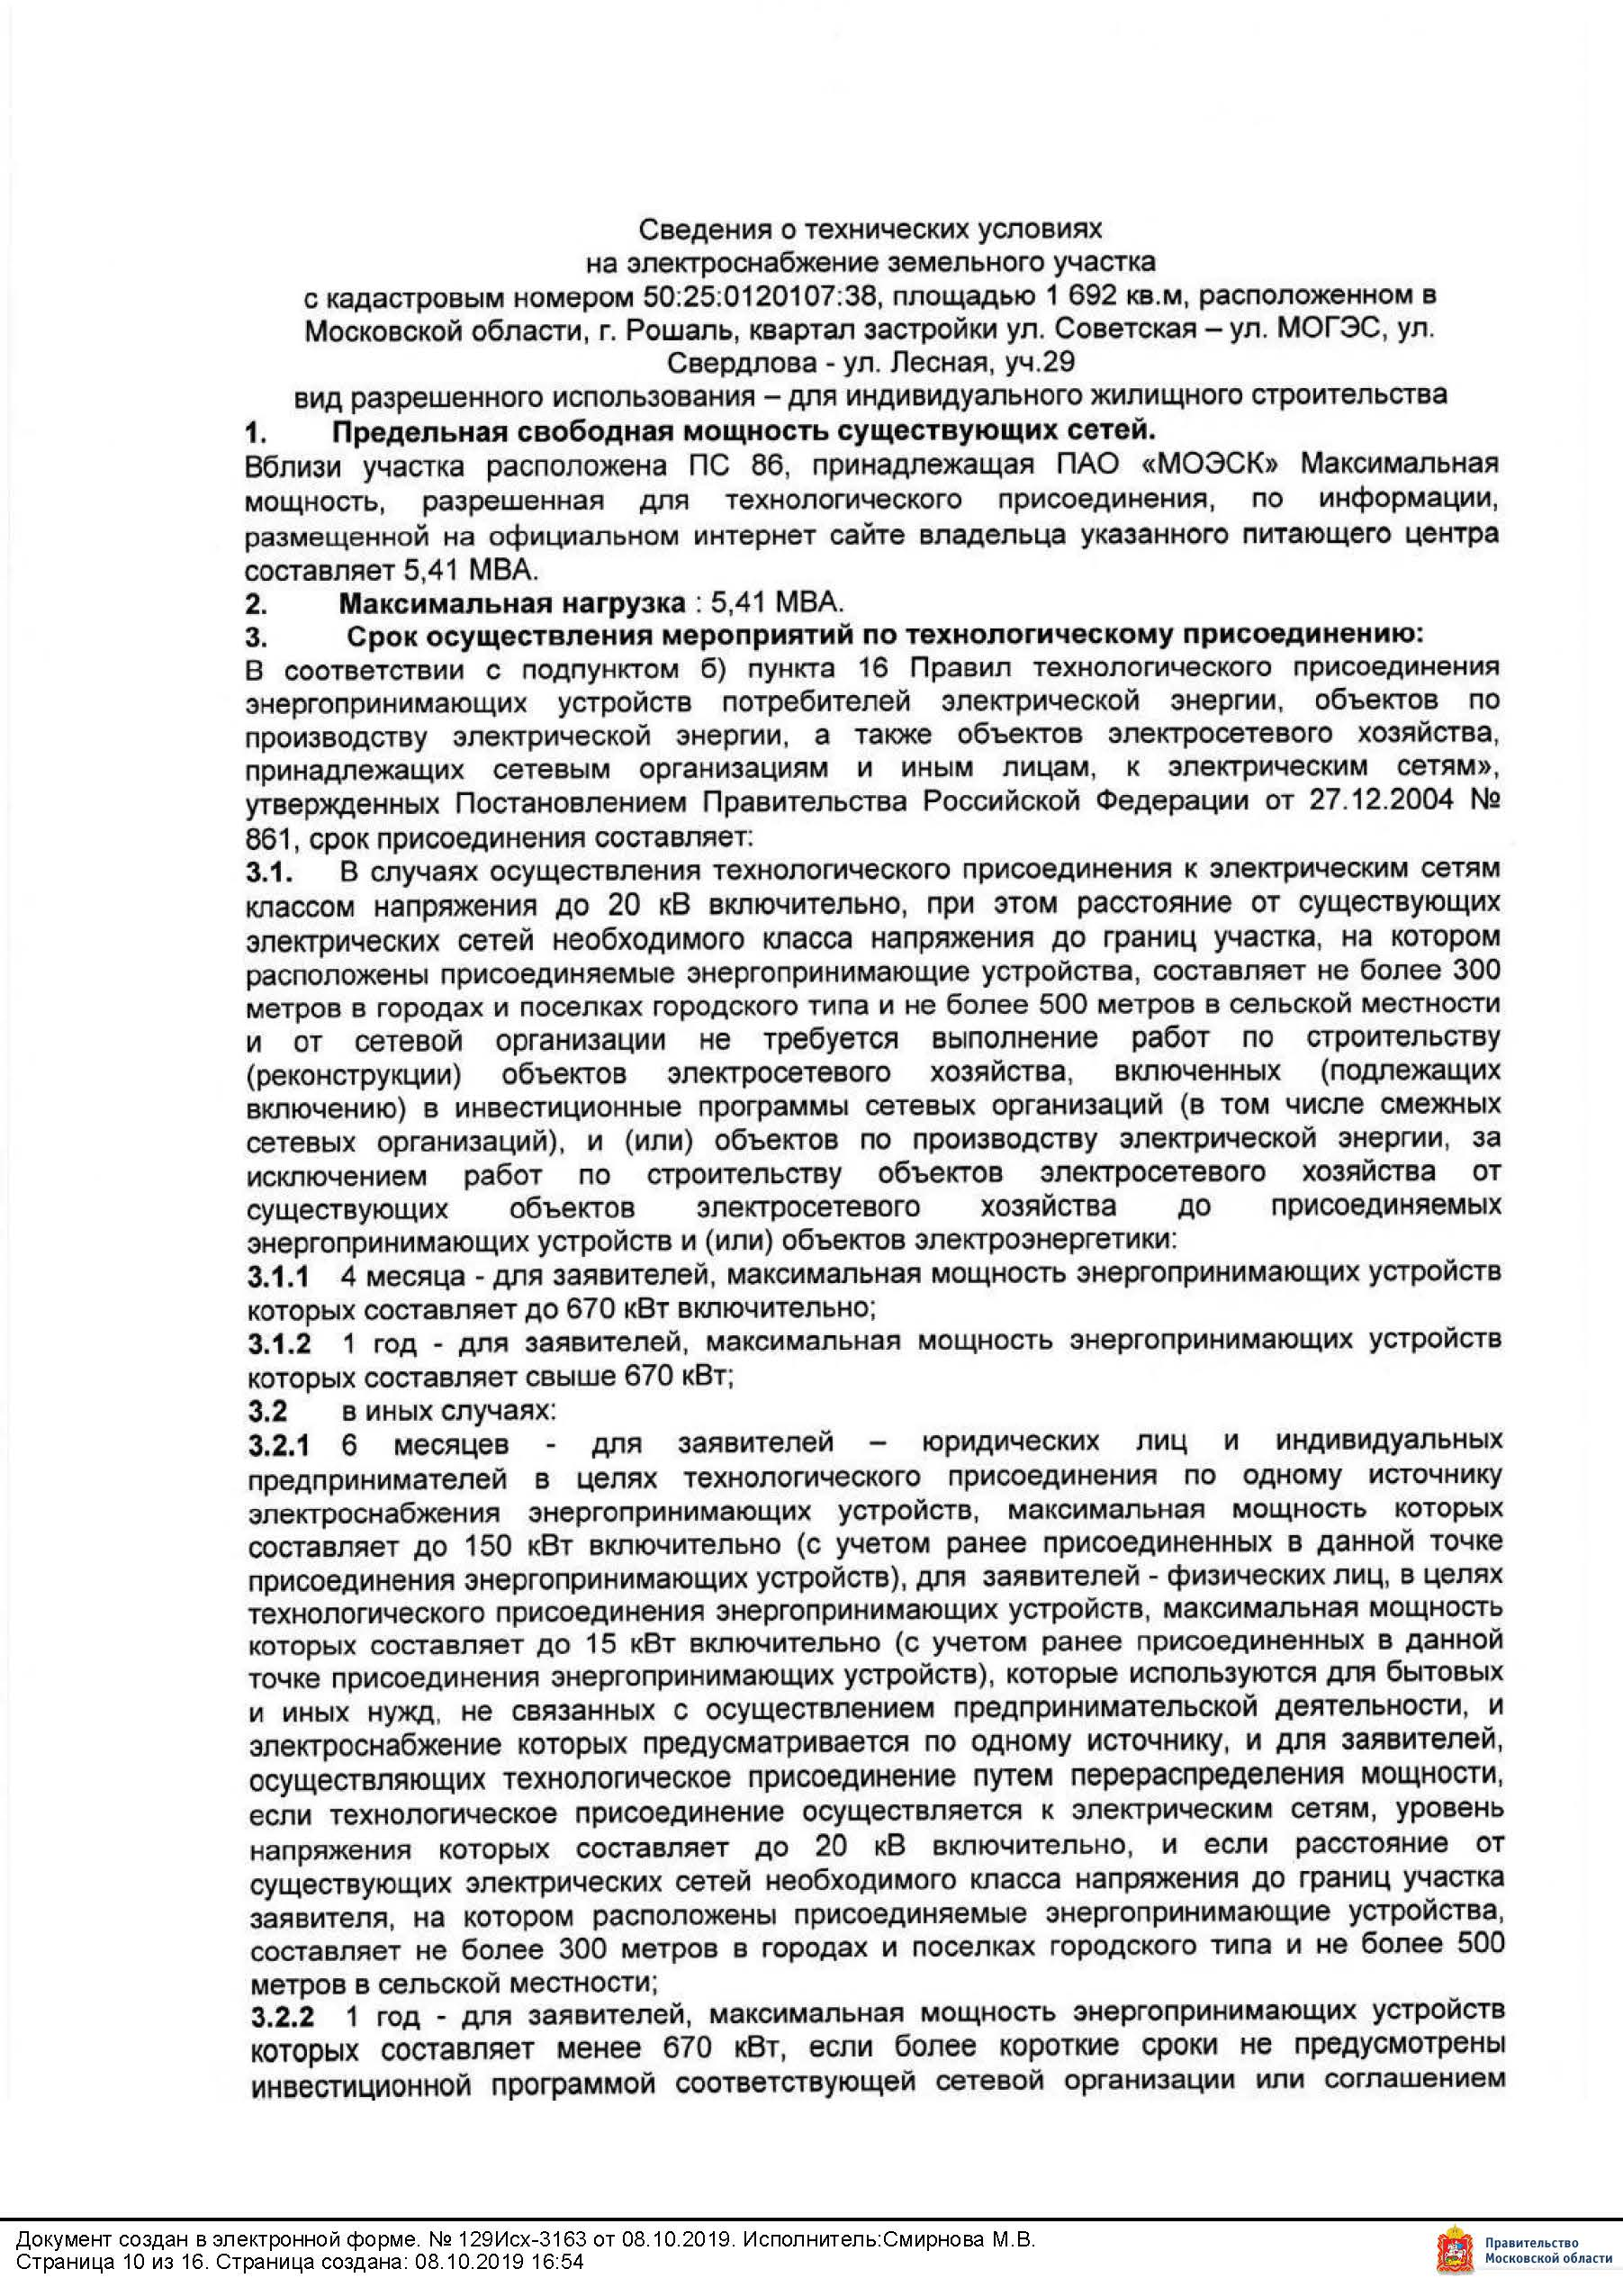 Сведения о технических условиях
на электроснабжение земельного участка
с кадастровым номером 50:25:0120107:38, площадью 1 692 кв.м, расположенном в
Московской области, г. Рошаль, квартал застройки ул. Советская – ул. МОГЭС, ул.
Свердлова - ул. Лесная, уч.29
вид разрешенного использования – для индивидуального жилищного строительства
1. Предельная свободная мощность существующих сетей.
Вблизи участка расположена ПС 86, принадлежащая ПАО «МОЭСК» Максимальная
мощность, разрешенная для технологического присоединения, по информации,
размещенной на официальном интернет сайте владельца указанного питающего центра
составляет 5,41 МВА.
2. Максимальная нагрузка : 5,41 МВА.
3. Срок осуществления мероприятий по технологическому присоединению:
В соответствии с подпунктом б) пункта 16 Правил технологического присоединения
энергопринимающих устройств потребителей электрической энергии, объектов по
производству электрической энергии, а также объектов электросетевого хозяйства,
принадлежащих сетевым организациям и иным лицам, к электрическим сетям»,
утвержденных Постановлением Правительства Российской Федерации от 27.12.2004 №
861, срок присоединения составляет:
3.1. В случаях осуществления технологического присоединения к электрическим сетям
классом напряжения до 20 кВ включительно, при этом расстояние от существующих
электрических сетей необходимого класса напряжения до границ участка, на котором
расположены присоединяемые энергопринимающие устройства, составляет не более 300
метров в городах и поселках городского типа и не более 500 метров в сельской местности
и от сетевой организации не требуется выполнение работ по строительству
(реконструкции) объектов электросетевого хозяйства, включенных (подлежащих
включению) в инвестиционные программы сетевых организаций (в том числе смежных
сетевых организаций), и (или) объектов по производству электрической энергии, за
исключением работ по строительству объектов электросетевого хозяйства от
существующих объектов электросетевого хозяйства до присоединяемых
энергопринимающих устройств и (или) объектов электроэнергетики:
3.1.1 4 месяца - для заявителей, максимальная мощность энергопринимающих устройств
которых составляет до 670 кВт включительно;
3.1.2 1 год - для заявителей, максимальная мощность энергопринимающих устройств
которых составляет свыше 670 кВт;
3.2 в иных случаях:
3.2.1 6 месяцев - для заявителей – юридических лиц и индивидуальных
предпринимателей в целях технологического присоединения по одному источнику
электроснабжения энергопринимающих устройств, максимальная мощность которых
составляет до 150 кВт включительно (с учетом ранее присоединенных в данной точке
присоединения энергопринимающих устройств), для заявителей - физических лиц, в целях
технологического присоединения энергопринимающих устройств, максимальная мощность
которых составляет до 15 кВт включительно (с учетом ранее присоединенных в данной
точке присоединения энергопринимающих устройств), которые используются для бытовых
и иных нужд, не связанных с осуществлением предпринимательской деятельности, и
электроснабжение которых предусматривается по одному источнику, и для заявителей,
осуществляющих технологическое присоединение путем перераспределения мощности,
если технологическое присоединение осуществляется к электрическим сетям, уровень
напряжения которых составляет до 20 кВ включительно, и если расстояние от
существующих электрических сетей необходимого класса напряжения до границ участка
заявителя, на котором расположены присоединяемые энергопринимающие устройства,
составляет не более 300 метров в городах и поселках городского типа и не более 500
метров в сельской местности;
3.2.2 1 год - для заявителей, максимальная мощность энергопринимающих устройств
которых составляет менее 670 кВт, если более короткие сроки не предусмотрены
инвестиционной программой соответствующей сетевой организации или соглашением
Документ создан в электронной форме. № 129Исх-3163 от 08.10.2019. Исполнитель:Смирнова М.В.
Страница 10 из 16. Страница создана: 08.10.2019 16:54
Правительство
Московской области